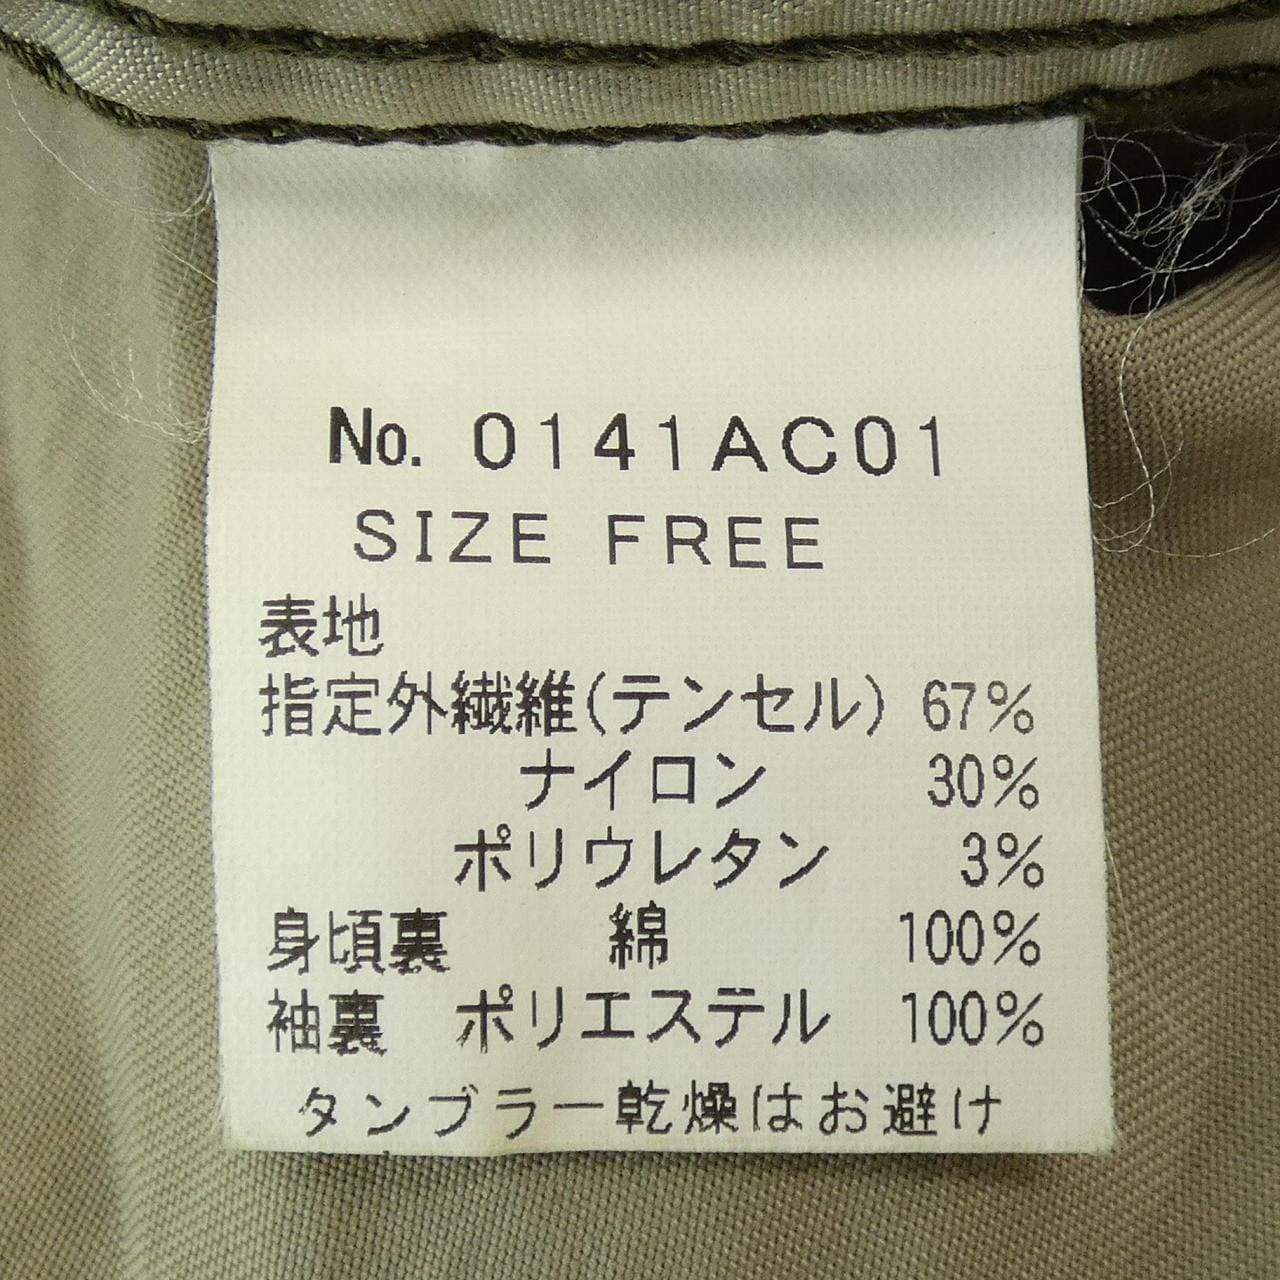 No. 0141AC01
SIZE FREE
表地
指定外繊維(テンセル) 67%
ナイロン 30%
ポリウレタン 3%
身頃裏 綿 100%
袖裏 ポリエステル 100%
タンブラー乾燥はお避け